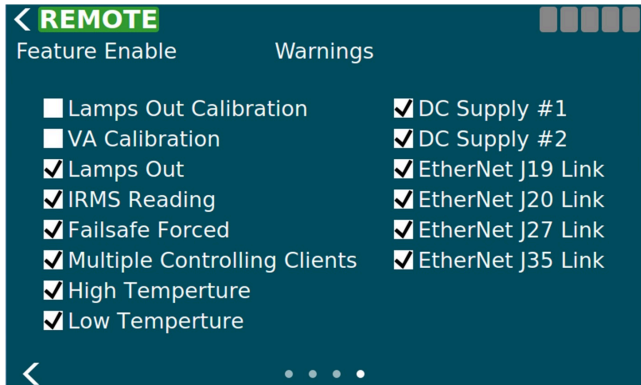 REMOTE
Feature Enable Warnings
Lamps Out Calibration
VA Calibration
Lamps Out
IRMS Reading
Failsafe Forced
Multiple Controlling Clients
High Temperture
Low Temperture
DC Supply #1
DC Supply #2
EtherNet J19 Link
EtherNet J20 Link
EtherNet J27 Link
EtherNet J35 Link